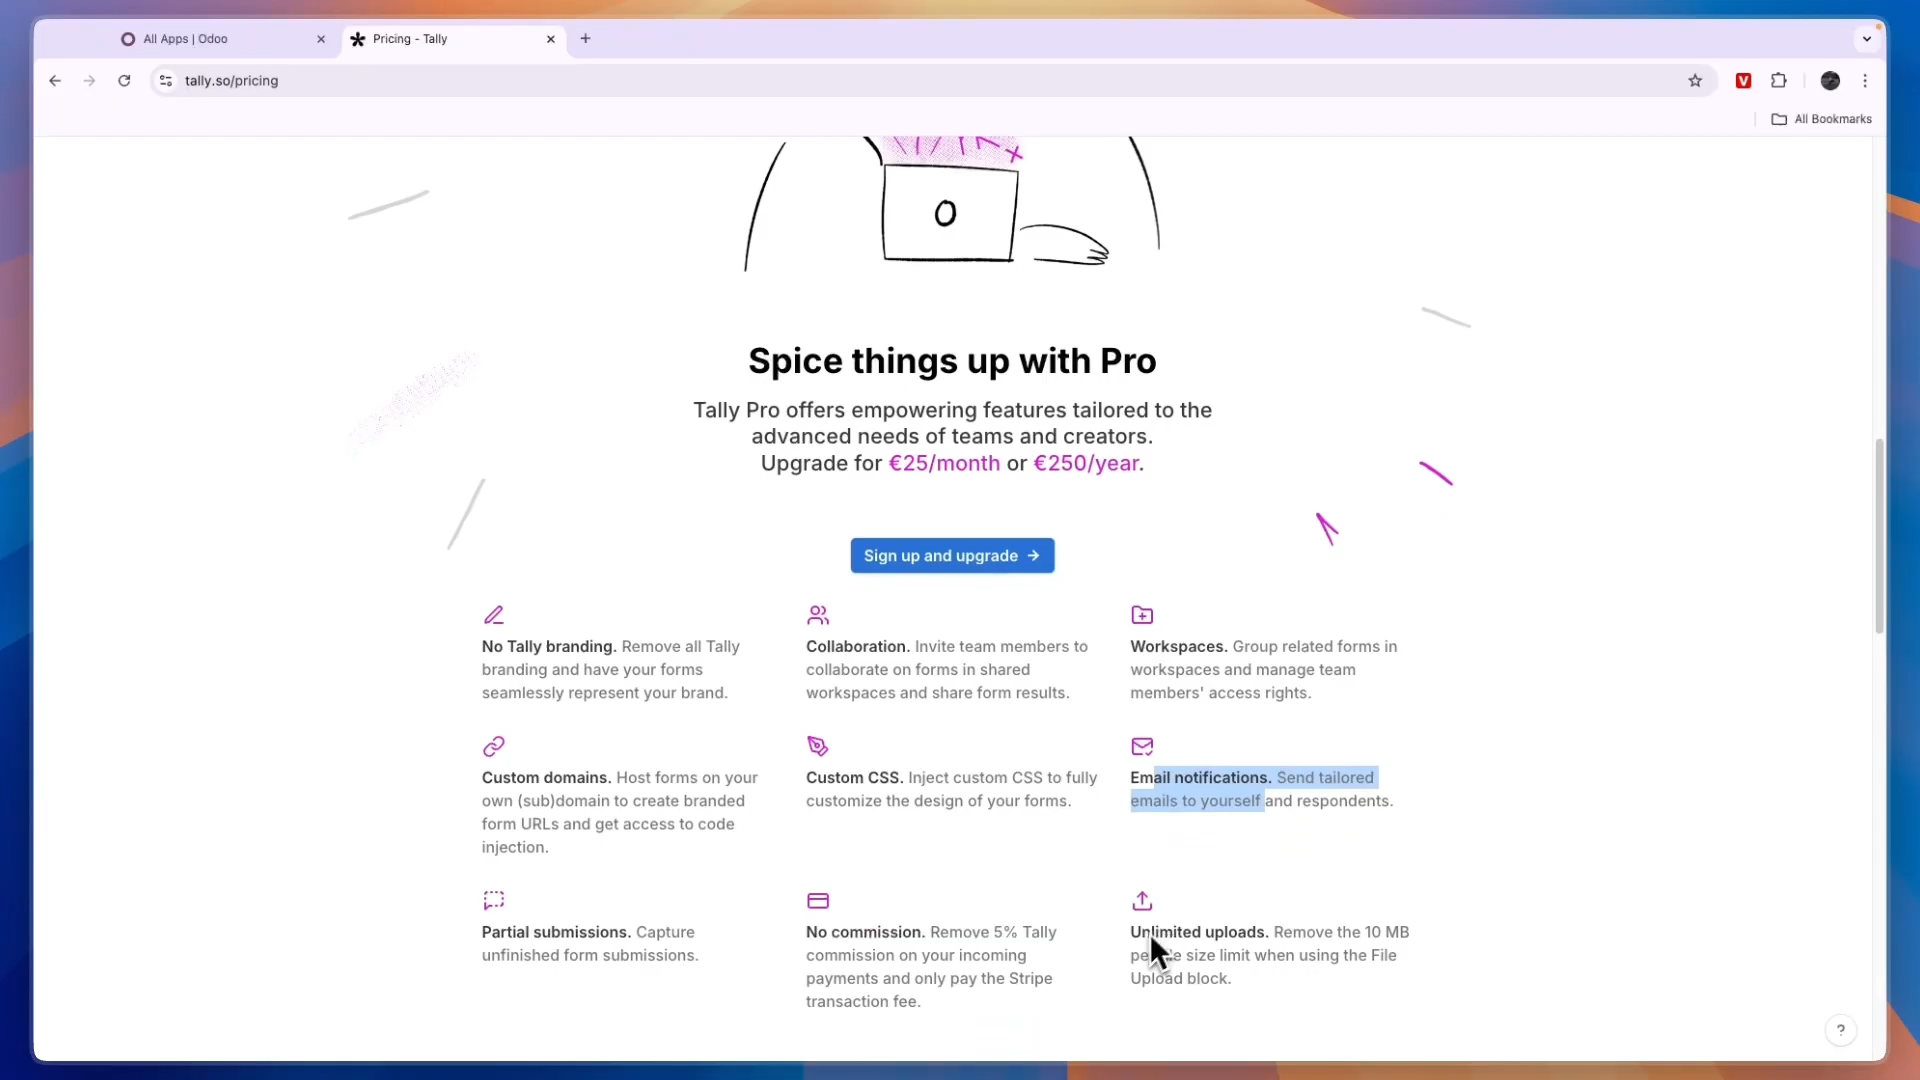 All Apps | Odoo
Pricing - Tally
tally.so/pricing
All Bookmarks
0
Spice things up with Pro
Tally Pro offers empowering features tailored to the
advanced needs of teams and creators.
Upgrade for €25/month or €250/year.
Sign up and upgrade →
No Tally branding. Remove all Tally
branding and have your forms
seamlessly represent your brand.
Collaboration. Invite team members to
collaborate on forms in shared
workspaces and share form results.
Workspaces. Group related forms in
workspaces and manage team
members' access rights.
Custom domains. Host forms on your
own (sub)domain to create branded
form URLs and get access to code
injection.
Custom CSS. Inject custom CSS to fully
customize the design of your forms.
Email notifications. Send tailored
emails to yourself and respondents.
Partial submissions. Capture
unfinished form submissions.
No commission. Remove 5% Tally
commission on your incoming
payments and only pay the Stripe
transaction fee.
Unlimited uploads. Remove the 10 MB
size limit when using the File
Upload block.
?